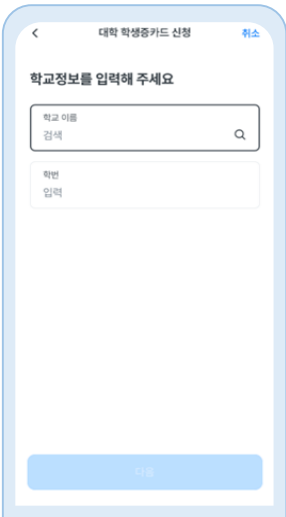 대학 학생증카드 신청 취소
학교정보를 입력해 주세요
학교 이름
검색
학번
입력
다음